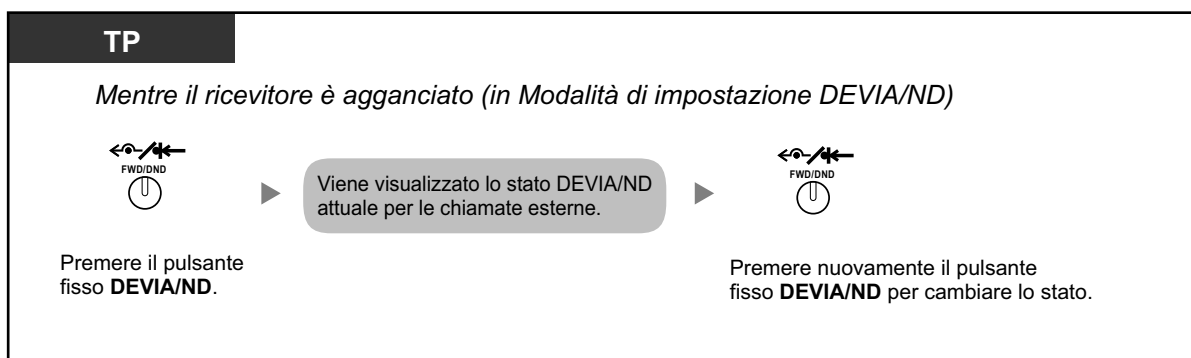 TP
Mentre il ricevitore è agganciato (in Modalità di impostazione DEVIA/ND)
FWD/DND
Viene visualizzato lo stato DEVIA/ND
attuale per le chiamate esterne.
FWD/DND
Premere il pulsante
fisso DEVIA/ND.
Premere nuovamente il pulsante
fisso DEVIA/ND per cambiare lo stato.